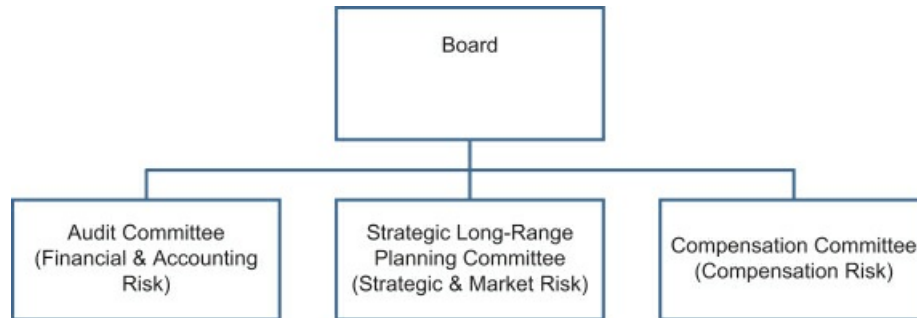 Board
Audit Committee
(Financial & Accounting
Risk)
Strategic Long-Range
Planning Committee
(Strategic & Market Risk)
Compensation Committee
(Compensation Risk)